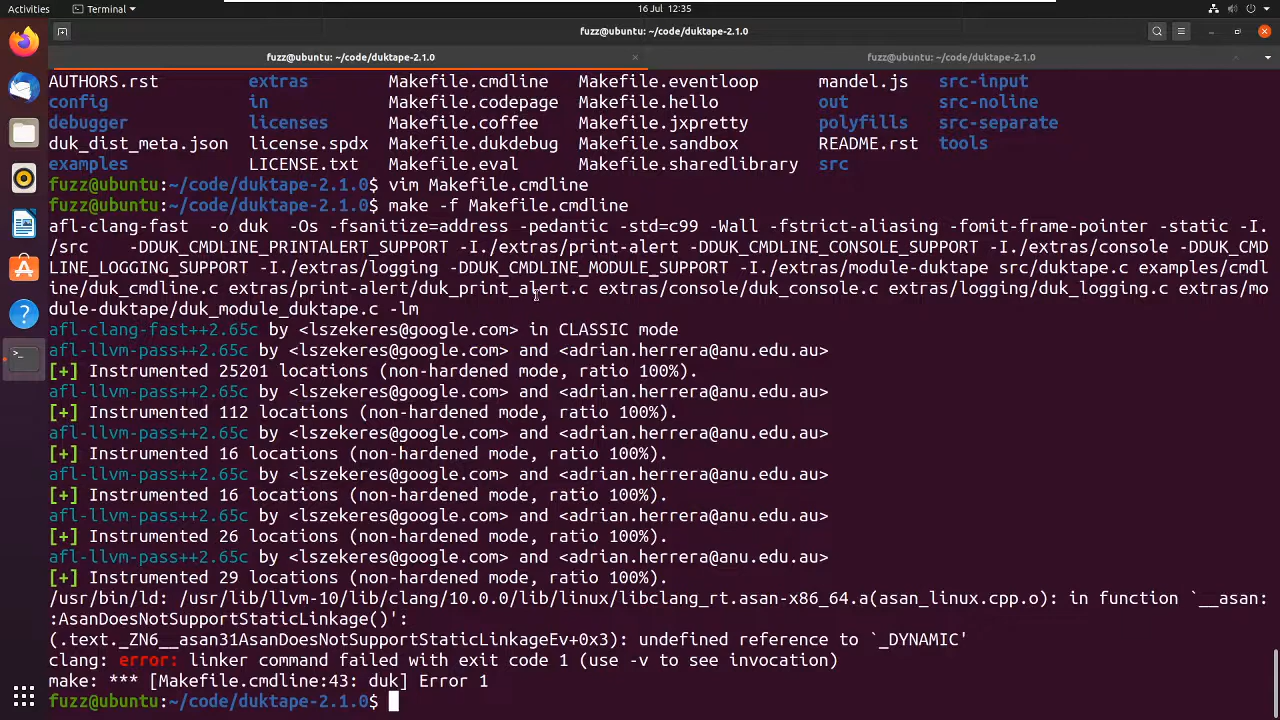 Activities
Terminal
16 Jul 12:35
fuzz@ubuntu: ~/code/duktape-2.1.0
fuzz@ubuntu: ~/code/duktape-2.1.0
fuzz@ubuntu: ~/code/duktape-2.1.0
AUTHORS.rst extras Makefile.cmdline Makefile.eventloop mandel.js src-input
config in Makefile.codepage Makefile.hello out src-noline
debugger licenses Makefile.coffee Makefile.jxpretty polyfills src-separate
duk_dist_meta.json license.spdx Makefile.dukdebug Makefile.sandbox README.rst tools
examples LICENSE.txt Makefile.eval Makefile.sharedlibrary src
fuzz@ubuntu:~/code/duktape-2.1.0$ vim Makefile.cmdline
fuzz@ubuntu:~/code/duktape-2.1.0$ make -f Makefile.cmdline
afl-clang-fast -o duk -Os -fsanitize=address -pedantic -std=c99 -Wall -fstrict-aliasing -fomit-frame-pointer -static -I.
/src -DDUK_CMDLINE_PRINTALERT_SUPPORT -I./extras/print-alert -DDUK_CMDLINE_CONSOLE_SUPPORT -I./extras/console -DDUK_CMD
LINE_LOGGING_SUPPORT -I./extras/logging -DDUK_CMDLINE_MODULE_SUPPORT -I./extras/module-duktape src/duktape.c examples/cmdl
ine/duk_cmdline.c extras/print-alert/duk_print_alert.c extras/console/duk_console.c extras/logging/duk_logging.c extras/mo
dule-duktape/duk_module_duktape.c -lm
afl-clang-fast++2.65c by <lszekeres@google.com> in CLASSIC mode
afl-llvm-pass++2.65c by <lszekeres@google.com> and <adrian.herrera@anu.edu.au>
[+] Instrumented 25201 locations (non-hardened mode, ratio 100%).
afl-llvm-pass++2.65c by <lszekeres@google.com> and <adrian.herrera@anu.edu.au>
[+] Instrumented 112 locations (non-hardened mode, ratio 100%).
afl-llvm-pass++2.65c by <lszekeres@google.com> and <adrian.herrera@anu.edu.au>
[+] Instrumented 16 locations (non-hardened mode, ratio 100%).
afl-llvm-pass++2.65c by <lszekeres@google.com> and <adrian.herrera@anu.edu.au>
[+] Instrumented 16 locations (non-hardened mode, ratio 100%).
afl-llvm-pass++2.65c by <lszekeres@google.com> and <adrian.herrera@anu.edu.au>
[+] Instrumented 26 locations (non-hardened mode, ratio 100%).
afl-llvm-pass++2.65c by <lszekeres@google.com> and <adrian.herrera@anu.edu.au>
[+] Instrumented 29 locations (non-hardened mode, ratio 100%).
/usr/bin/ld: /usr/lib/llvm-10/lib/clang/10.0.0/lib/linux/libclang_rt.asan-x86_64.a(asan_linux.cpp.o): in function `__asan:
:AsanDoesNotSupportStaticLinkage()':
(.text._ZN6__asan31AsanDoesNotSupportStaticLinkageEv+0x3): undefined reference to `_DYNAMIC'
clang: error: linker command failed with exit code 1 (use -v to see invocation)
make: *** [Makefile.cmdline:43: duk] Error 1
fuzz@ubuntu:~/code/duktape-2.1.0$